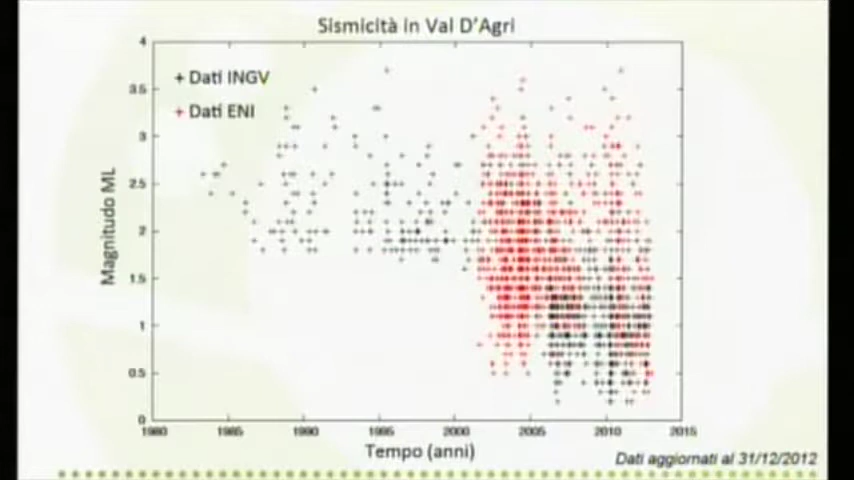 Sismicità in Val D'Agri
4
3.5
3
2.5
2
1.5
1
0.5
0
+ Dati INGV
+ Dati ENI
Magnitudo ML
1980 1985 1990 1995 2000 2005 2010 2015
Tempo (anni)
Dati aggiornati al 31/12/2012